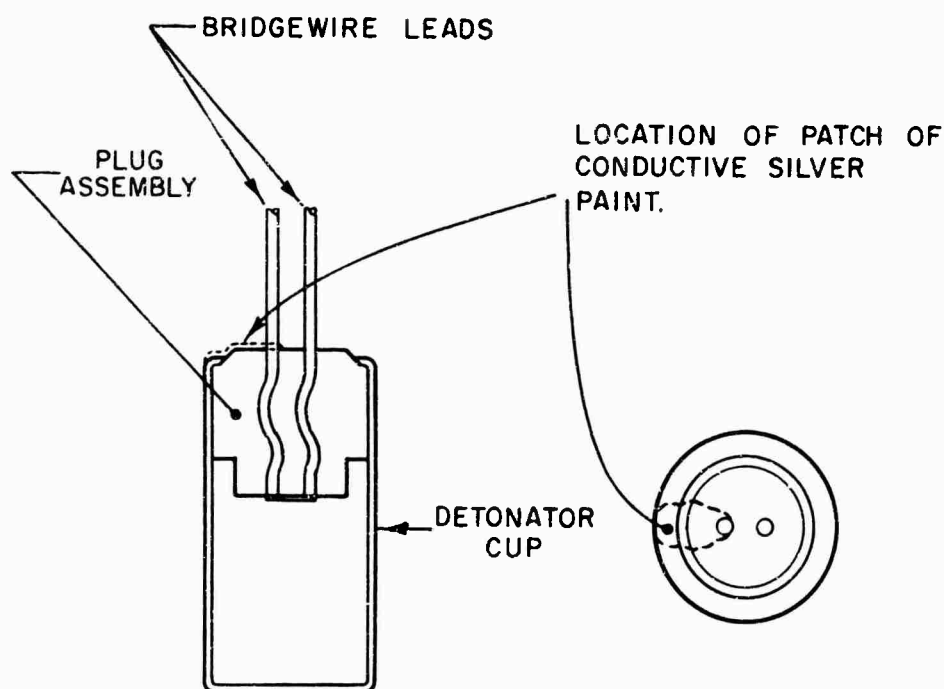 BRIDGEWIRE LEADS
PLUG
ASSEMBLY
LOCATION OF PATCH OF
CONDUCTIVE SILVER
PAINT.
DETONATOR
CUP